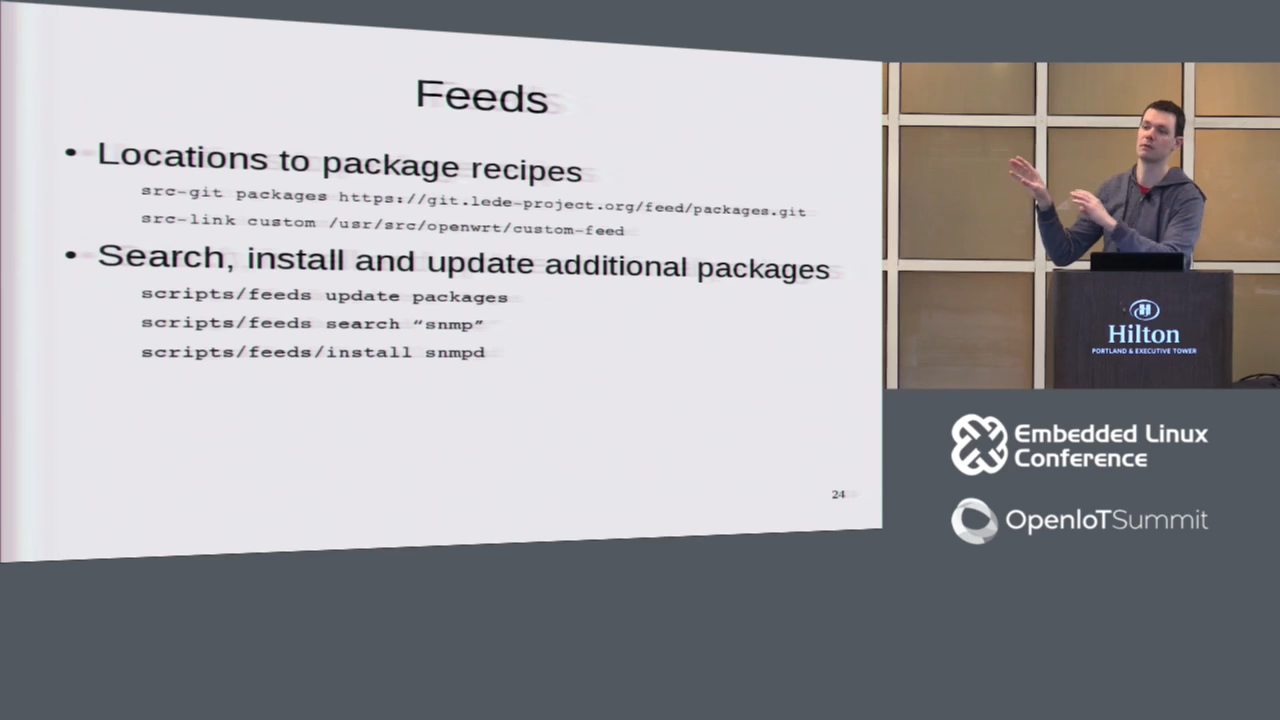 Feeds
• Locations to package recipes
src-git packages https://git.lede-project.org/feed/packages.git
src-link custom /usr/src/openwrt/custom-feed
• Search, install and update additional packages
scripts/feeds update packages
scripts/feeds search “snmp”
scripts/feeds/install snmpd
24
H
Hilton
PORTLAND & EXECUTIVE TOWER
Embedded Linux
Conference
OpenIoTSummit